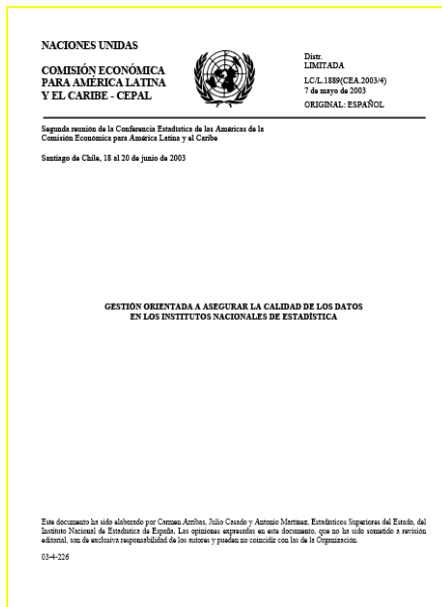 NACIONES UNIDAS
COMISIÓN ECONÓMICA
PARA AMÉRICA LATINA
Y EL CARIBE - CEPAL
Distr.
LIMITADA
LC/L.1889(CEA.2003/4)
7 de mayo de 2003
ORIGINAL: ESPAÑOL
Segunda reunión de la Conferencia Estadística de las Américas de la
Comisión Económica para América Latina y el Caribe
Santiago de Chile, 18 al 20 de junio de 2003
GESTIÓN ORIENTADA A ASEGURAR LA CALIDAD DE LOS DATOS
EN LOS INSTITUTOS NACIONALES DE ESTADÍSTICA
Este documento ha sido elaborado por Carmen Arribas, Julio Casado y Antonio Martínez, Estadísticos Superiores del Estado, del
Instituto Nacional de Estadística de España. Las opiniones expresadas en este documento, que no ha sido sometido a revisión
editorial, son de exclusiva responsabilidad de los autores y pueden no coincidir con las de la Organización.
03-4-226